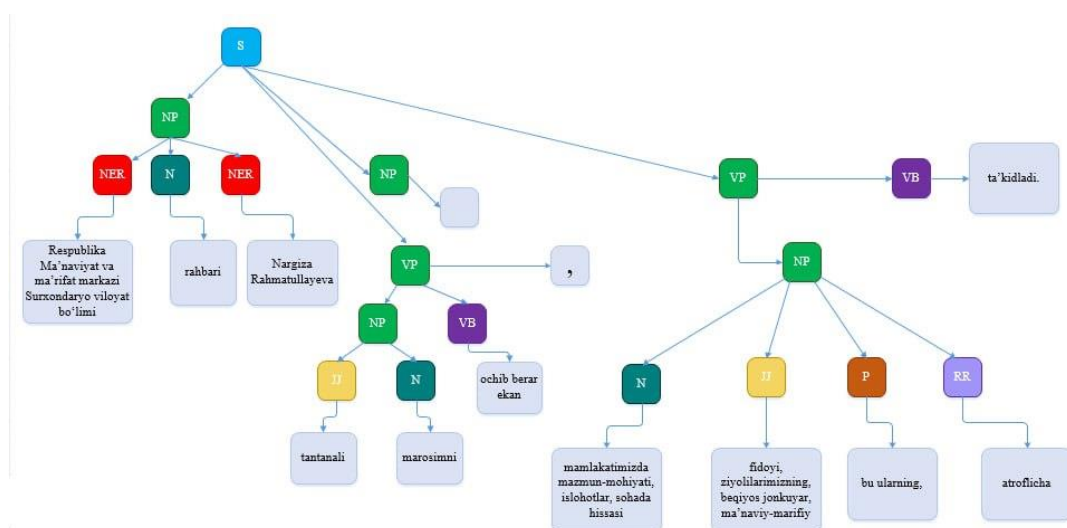 S
NP
NER
N
NER
NP
VP
VB
ta’kidladi.
Respublika
Ma’naviyat va
ma’rifat markazi
Surxondaryo viloyat
bo‘limi
rahbari
Nargiza
Rahmatullayeva
VP
,
NP
NP
VB
JJ
N
ochib berar
ekan
N
JJ
P
RR
tantanali
marosimni
mamlakatimizda
mazmun-mohiyati,
islohotlar, sohada
hissasi
fidoyi,
ziyolilarimizning,
beqiyos jonkuyar,
ma’naviy-marifiy
bu ularning,
atroflicha